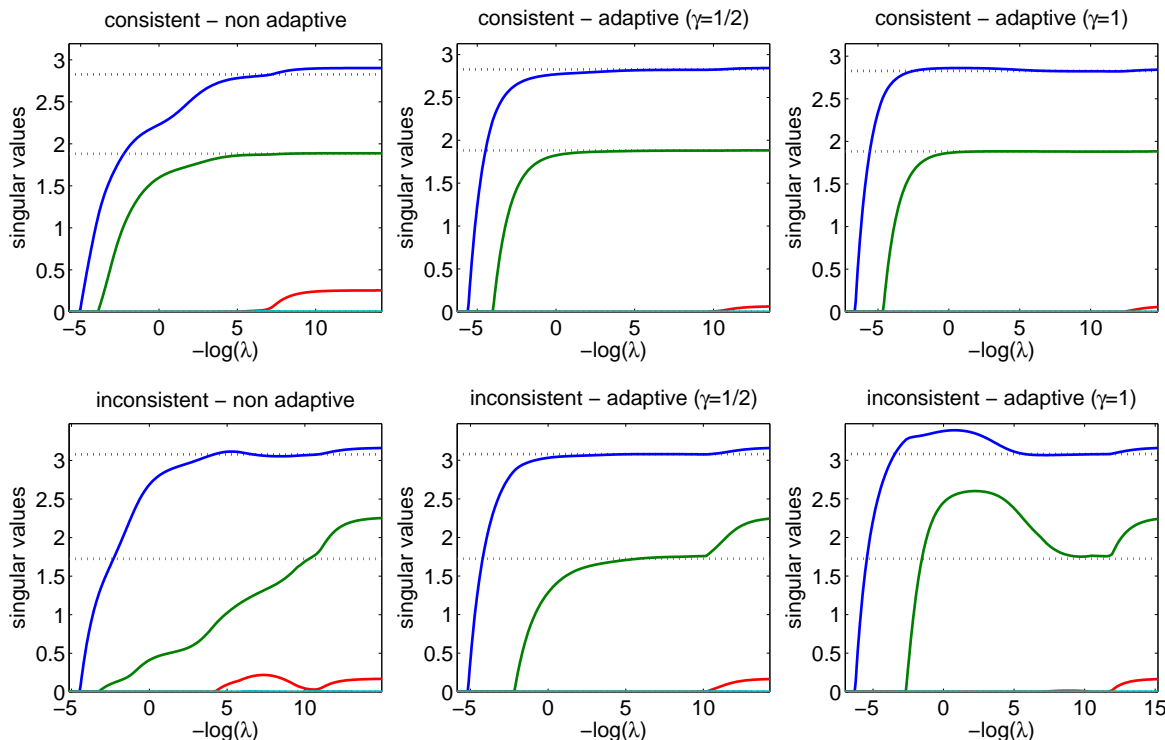 consistent − non adaptive
singular values
3
2.5
2
1.5
1
0.5
0
−5 0 5 10
−log(λ)
consistent − adaptive (γ=1/2)
singular values
3
2.5
2
1.5
1
0.5
0
−5 0 5 10
−log(λ)
consistent − adaptive (γ=1)
singular values
3
2.5
2
1.5
1
0.5
0
−5 0 5 10
−log(λ)
inconsistent − non adaptive
singular values
3
2.5
2
1.5
1
0.5
0
−5 0 5 10
−log(λ)
inconsistent − adaptive (γ=1/2)
singular values
3
2.5
2
1.5
1
0.5
0
−5 0 5 10
−log(λ)
inconsistent − adaptive (γ=1)
singular values
3
2.5
2
1.5
1
0.5
0
−5 0 5 10 15
−log(λ)